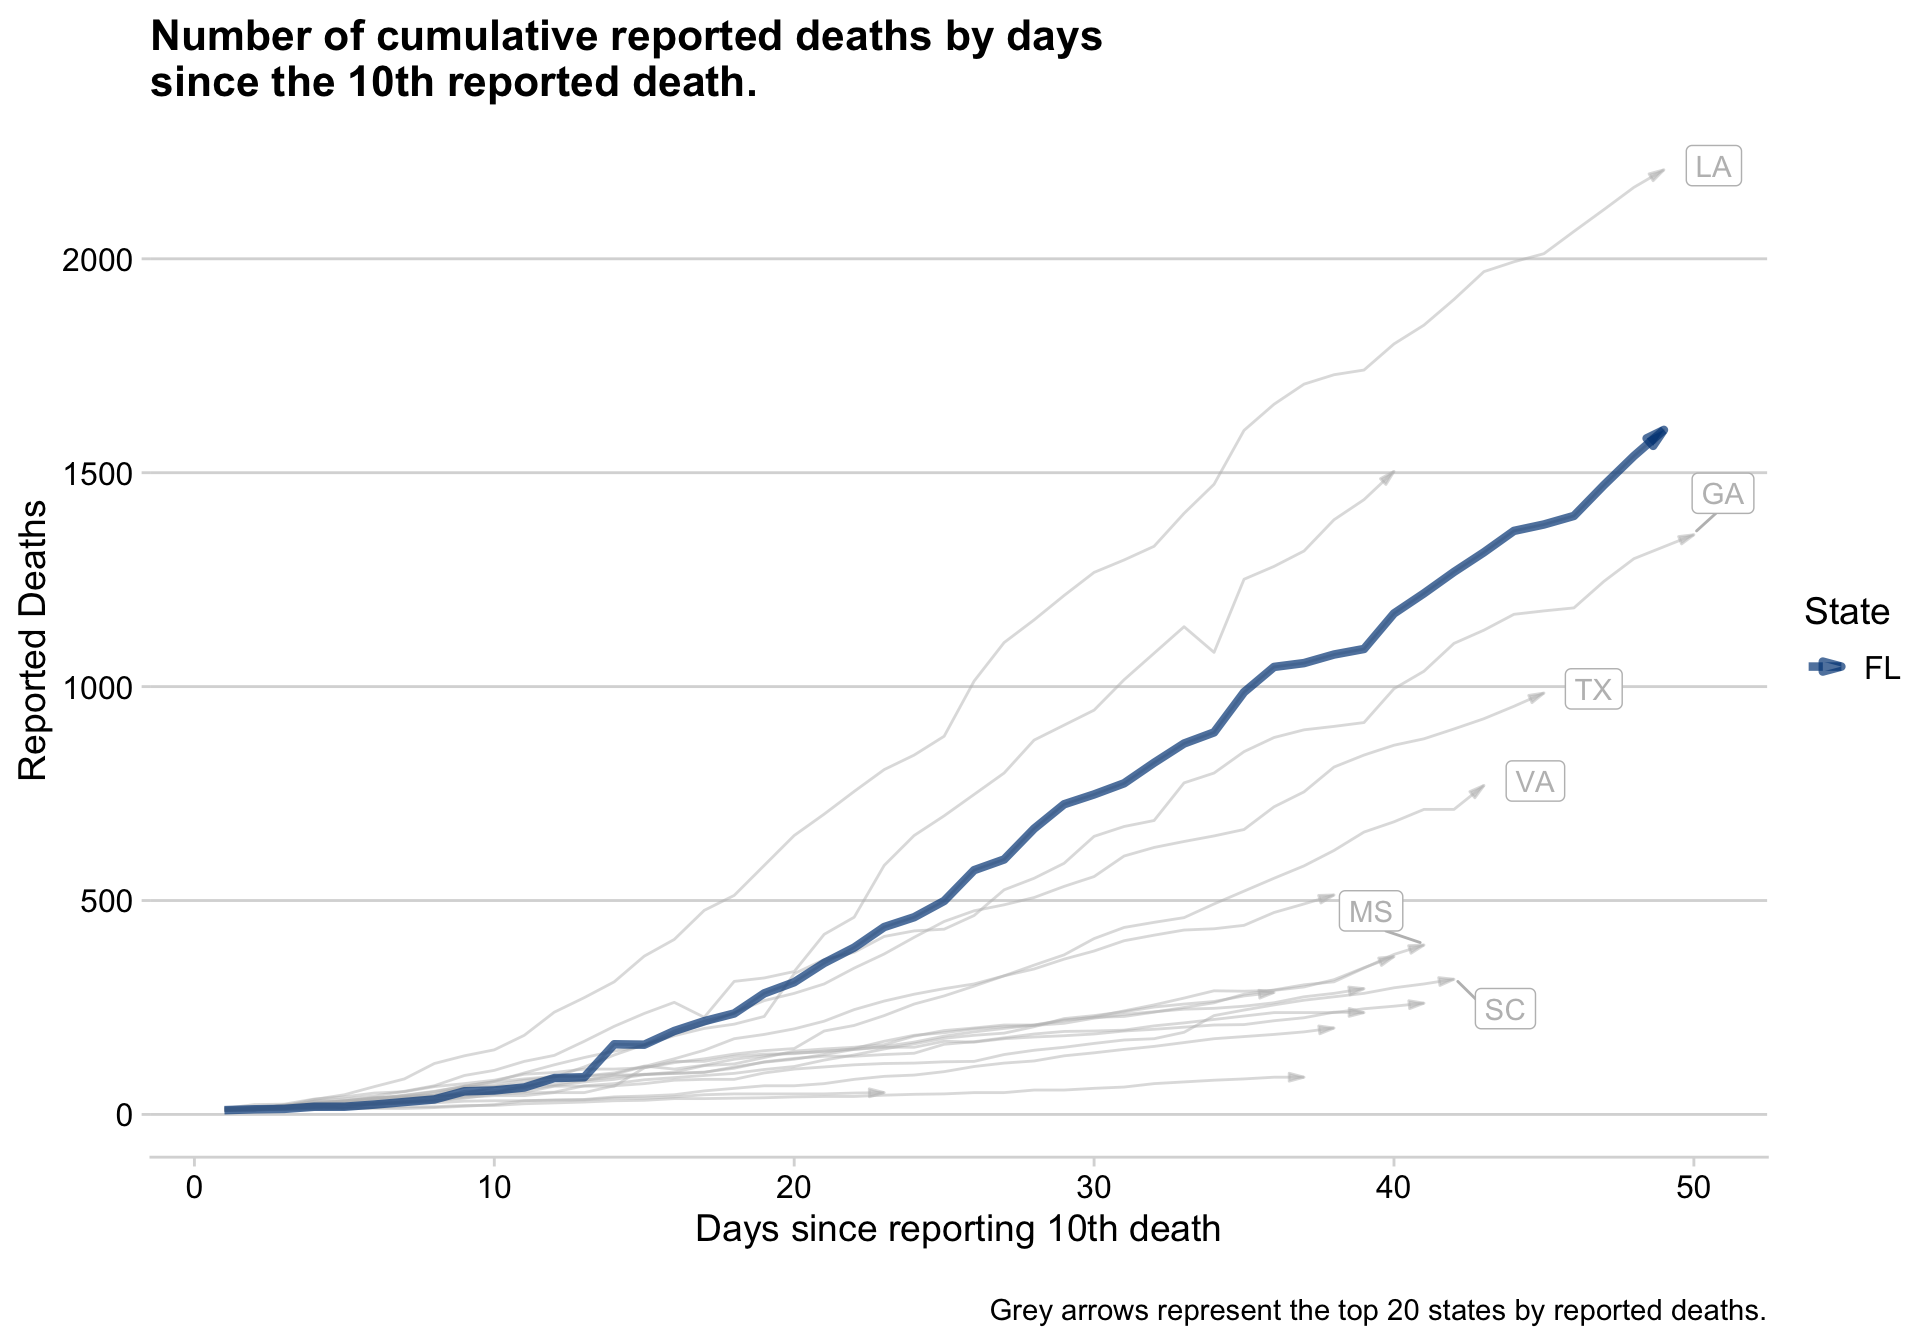 Number of cumulative reported deaths by days
since the 10th reported death.
LA
2000
1500
GA
Reported Deaths
State
FL
1000
TX
VA
500
MS
SC
0
0 10 20 30 40 50
Days since reporting 10th death
Grey arrows represent the top 20 states by reported deaths.